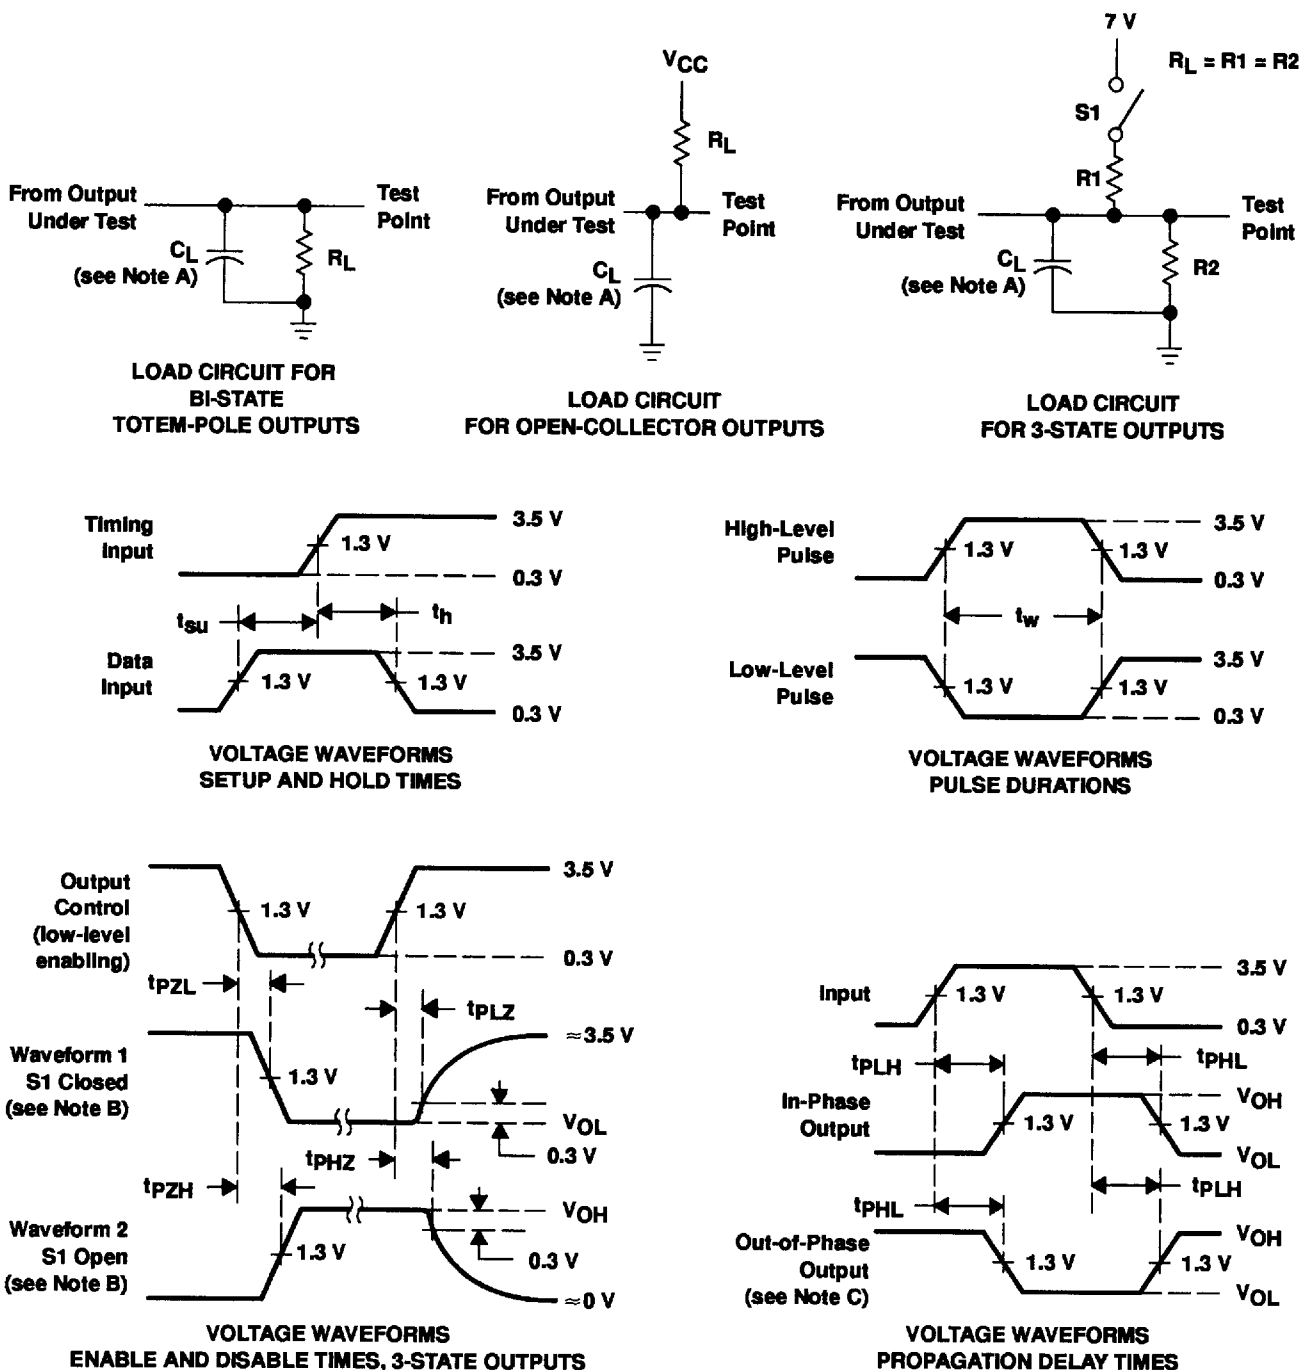 From Output
Under Test
Test
Point
CL
(see Note A)
RL
LOAD CIRCUIT FOR
BI-STATE
TOTEM-POLE OUTPUTS
VCC
RL
From Output
Under Test
Test
Point
CL
(see Note A)
LOAD CIRCUIT
FOR OPEN-COLLECTOR OUTPUTS
7 V
RL = R1 = R2
S1
R1
From Output
Under Test
Test
Point
CL
(see Note A)
R2
LOAD CIRCUIT
FOR 3-STATE OUTPUTS
Timing
Input
3.5 V
1.3 V
0.3 V
tsu
th
Data
Input
3.5 V
1.3 V
1.3 V
0.3 V
VOLTAGE WAVEFORMS
SETUP AND HOLD TIMES
High-Level
Pulse
3.5 V
1.3 V
1.3 V
0.3 V
tw
Low-Level
Pulse
3.5 V
1.3 V
1.3 V
0.3 V
VOLTAGE WAVEFORMS
PULSE DURATIONS
Output
Control
(low-level
enabling)
3.5 V
1.3 V
1.3 V
0.3 V
tPZL
tPLZ
Waveform 1
S1 Closed
(see Note B)
≈3.5 V
1.3 V
VOL
0.3 V
tPHZ
tPZH
Waveform 2
S1 Open
(see Note B)
VOH
1.3 V
0.3 V
≈0 V
VOLTAGE WAVEFORMS
ENABLE AND DISABLE TIMES, 3-STATE OUTPUTS
Input
3.5 V
1.3 V
1.3 V
0.3 V
tPLH
tPHL
In-Phase
Output
VOH
1.3 V
1.3 V
VOL
tPHL
tPLH
Out-of-Phase
Output
(see Note C)
VOH
1.3 V
1.3 V
VOL
VOLTAGE WAVEFORMS
PROPAGATION DELAY TIMES